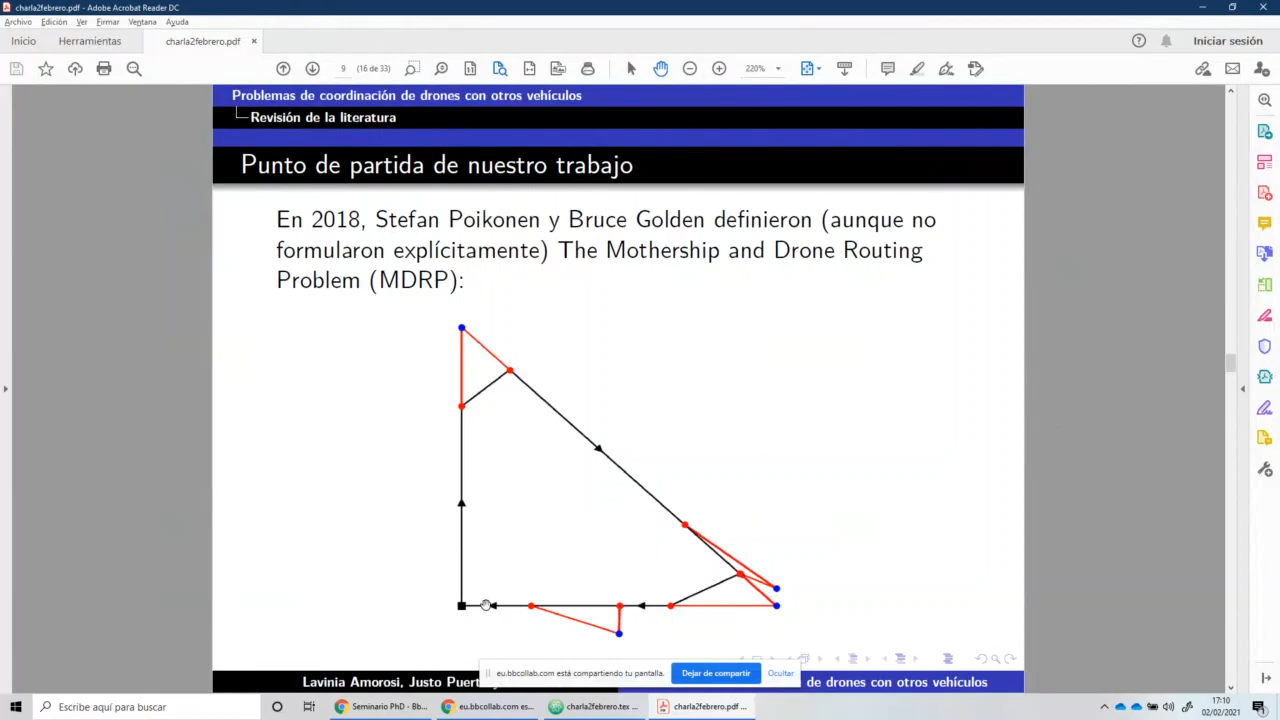 charla2febrero.pdf - Adobe Acrobat Reader DC
Archivo Edición Ver Firmar Ventana Ayuda
Inicio Herramientas charla2febrero.pdf × Iniciar sesión
9 (16 de 33) 220%
Problemas de coordinación de drones con otros vehículos
Revisión de la literatura
Punto de partida de nuestro trabajo
En 2018, Stefan Poikonen y Bruce Golden definieron (aunque no
formularon explícitamente) The Mothership and Drone Routing
Problem (MDRP):
eu.bbcollab.com está compartiendo tu pantalla. Dejar de compartir Ocultar
Lavinia Amorosi, Justo Puert de drones con otros vehículos
Escribe aquí para buscar
Seminario PhD - Bb... eu.bbcollab.com es... charla2febrero.tex ... charla2febrero.pdf ...
17:10
02/02/2021